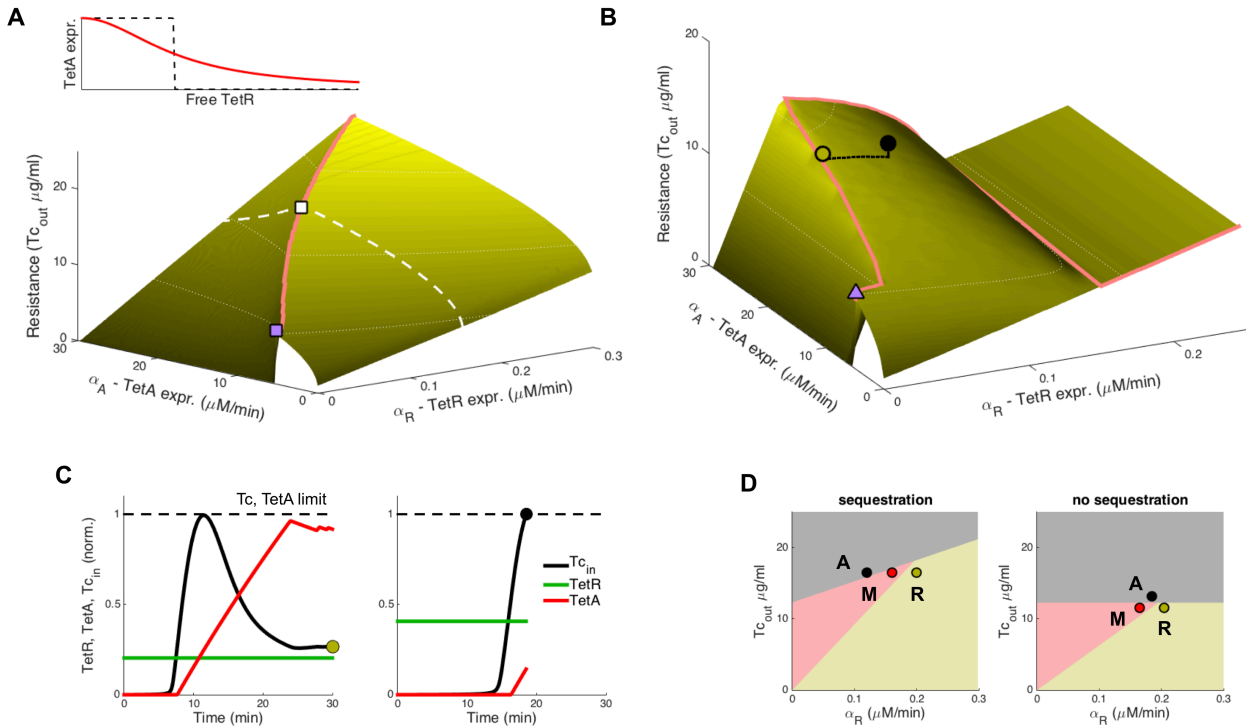 A
TetA expr.
Free TetR
Resistance (Tc_out μg/ml)
20
10
0
30
20
10
0
α_A - TetA expr. (μM/min)
0
0.1
0.2
0.3
α_R - TetR expr. (μM/min)
B
Resistance (Tc_out μg/ml)
20
10
0
30
20
10
0
α_A - TetA expr. (μM/min)
0
0.1
0.2
α_R - TetR expr. (μM/min)
C
TetR, TetA, Tc_in (norm.)
Tc, TetA limit
1
0.5
0
0
10
20
30
Time (min)
1
0.5
0
0
10
20
30
Time (min)
Tc_in
TetR
TetA
D
sequestration
Tc_out μg/ml
20
10
0
0
0.1
0.2
0.3
α_R (μM/min)
A
M
R
no sequestration
Tc_out μg/ml
20
10
0
0
0.1
0.2
0.3
α_R (μM/min)
A
M
R